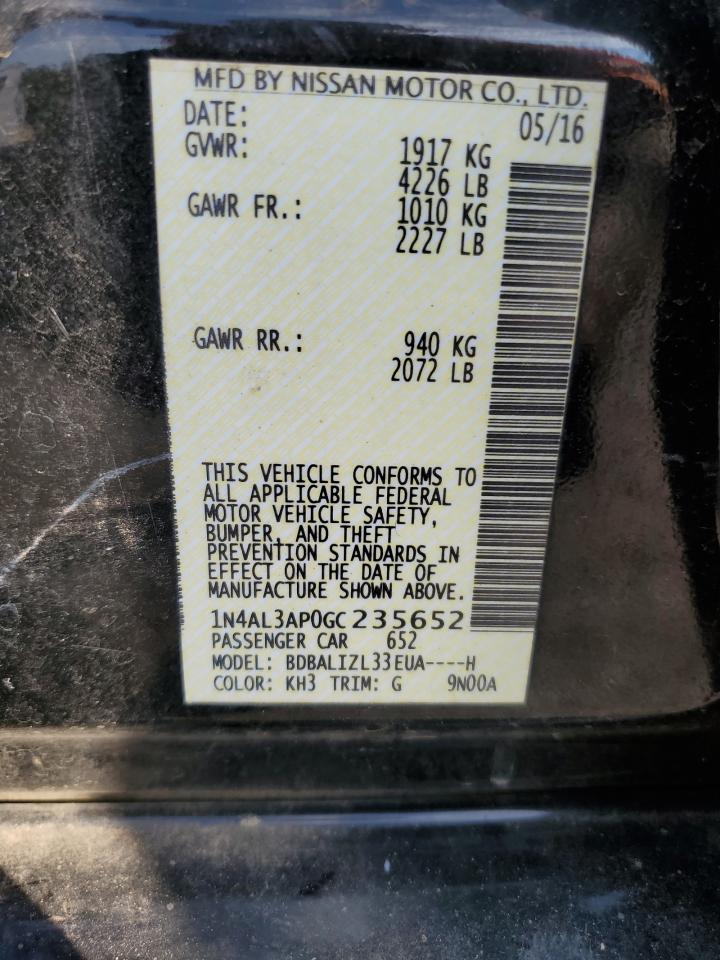 MFD BY NISSAN MOTOR CO., LTD.
DATE: 05/16
GVWR: 1917 KG
4226 LB
GAWR FR.: 1010 KG
2227 LB
GAWR RR.: 940 KG
2072 LB
THIS VEHICLE CONFORMS TO
ALL APPLICABLE FEDERAL
MOTOR VEHICLE SAFETY,
BUMPER, AND THEFT
PREVENTION STANDARDS IN
EFFECT ON THE DATE OF
MANUFACTURE SHOWN ABOVE.
1N4AL3AP0GC235652
PASSENGER CAR 652
MODEL: BDBALIZL33EUA----H
COLOR: KH3 TRIM: G 9N00A